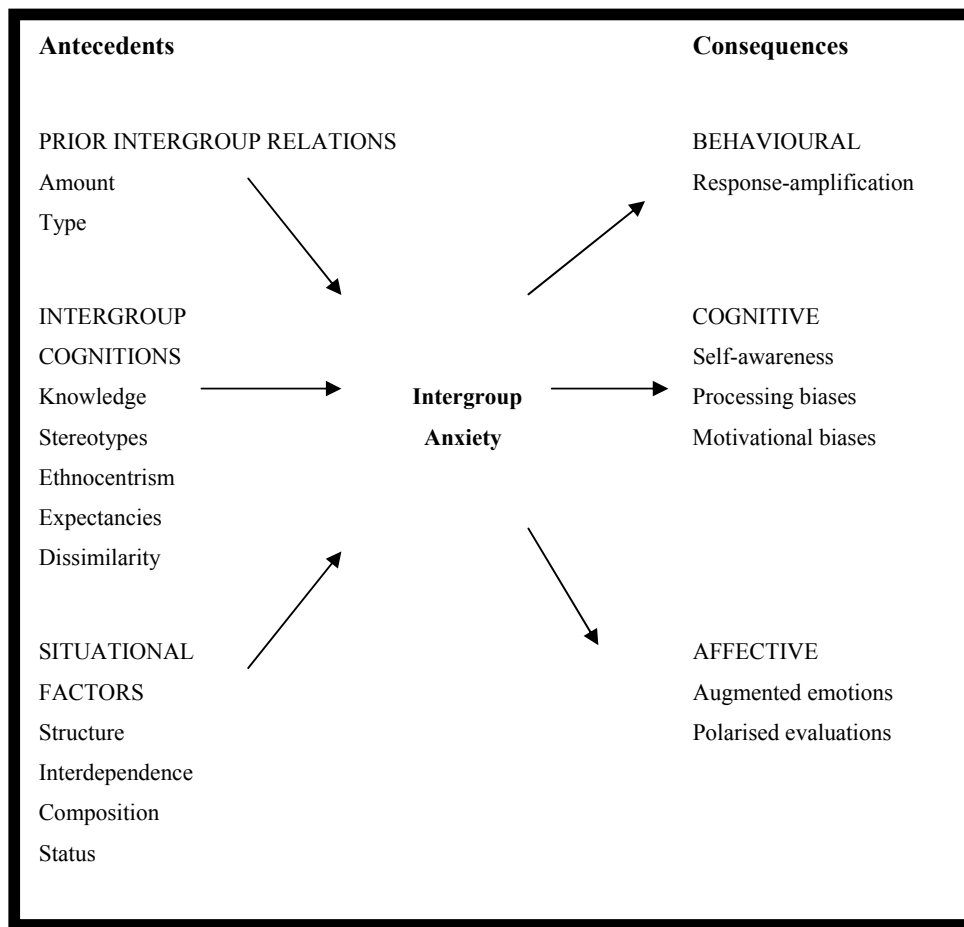 Antecedents
Consequences
PRIOR INTERGROUP RELATIONS
Amount
Type
BEHAVIOURAL
Response-amplification
INTERGROUP
COGNITIONS
Knowledge
Stereotypes
Ethnocentrism
Expectancies
Dissimilarity
Intergroup
Anxiety
COGNITIVE
Self-awareness
Processing biases
Motivational biases
SITUATIONAL
FACTORS
Structure
Interdependence
Composition
Status
AFFECTIVE
Augmented emotions
Polarised evaluations